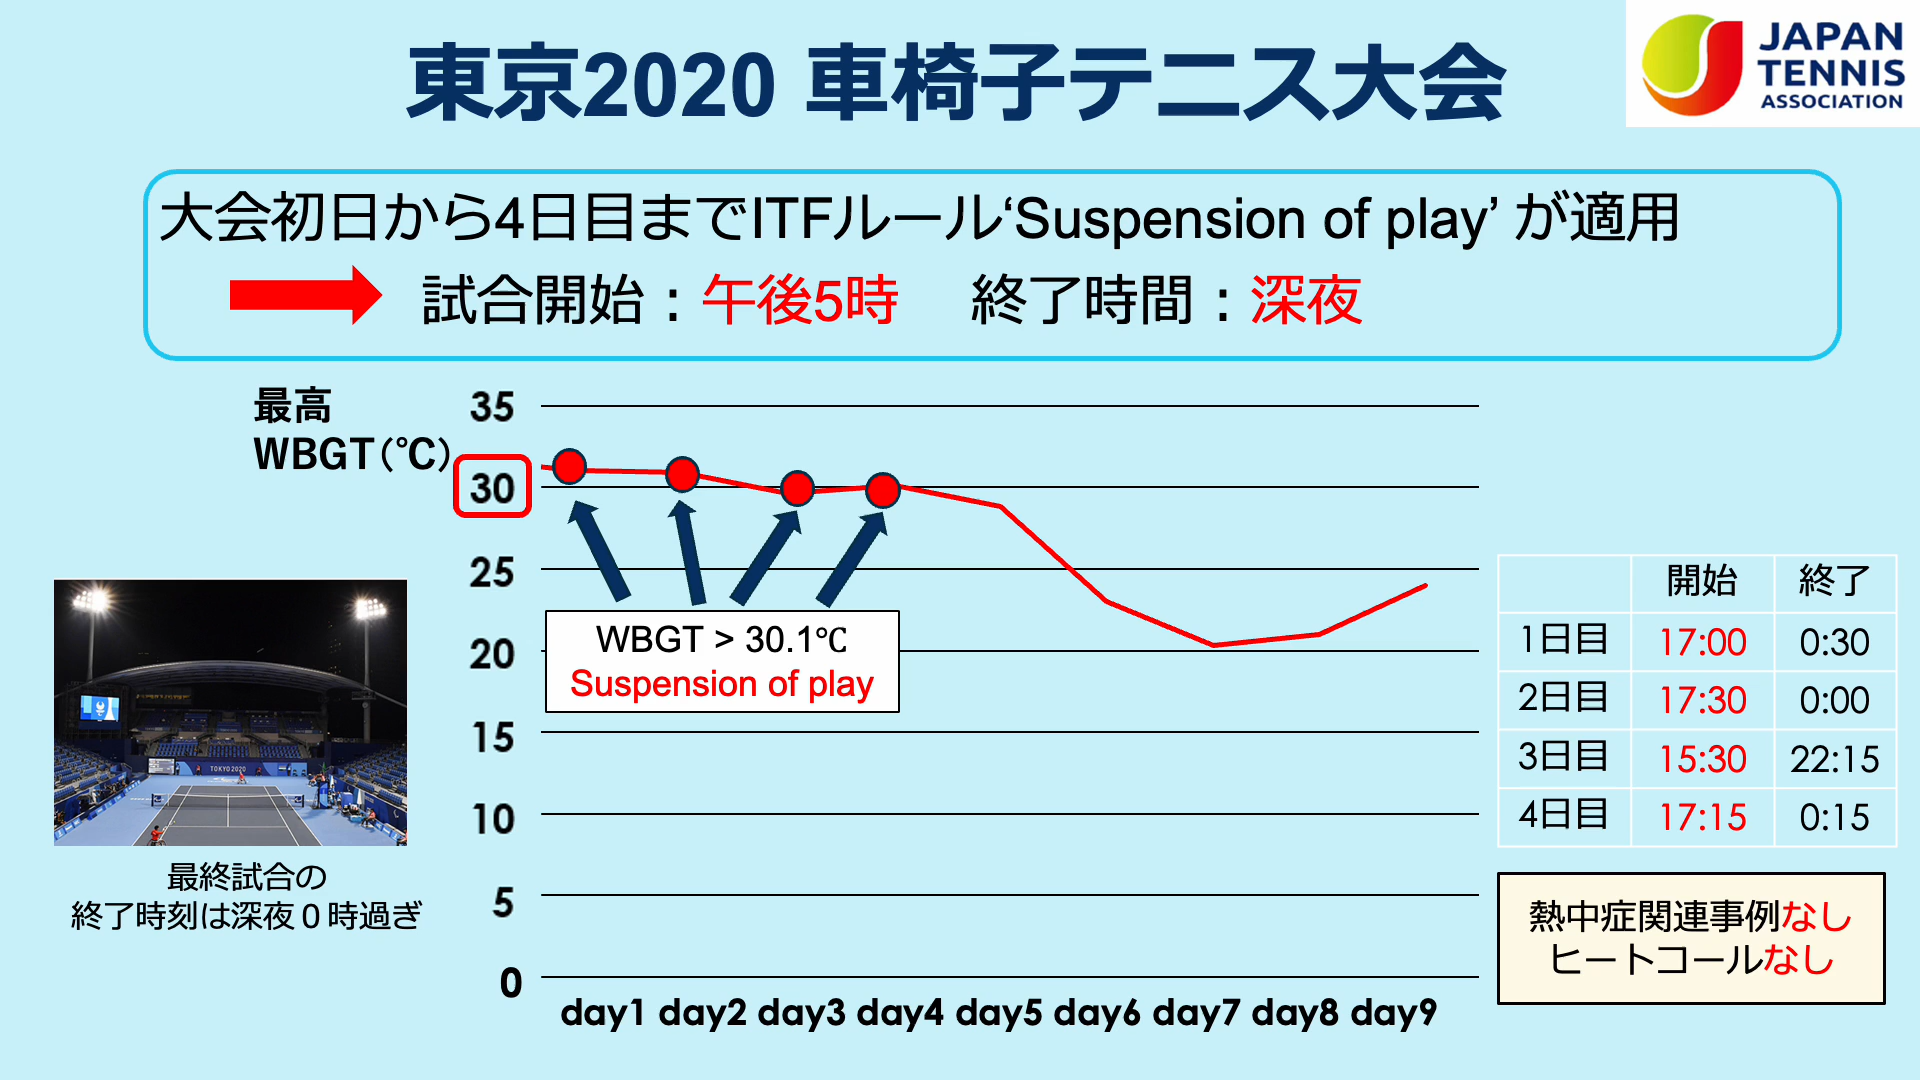 東京2020 車椅子テニス大会
JAPAN
TENNIS
ASSOCIATION
大会初日から4日目までITFルール‘Suspension of play’ が適用
試合開始：午後5時　終了時間：深夜
最高
WBGT(℃)
35
30
25
20
15
10
5
0
WBGT > 30.1℃
Suspension of play
day1 day2 day3 day4 day5 day6 day7 day8 day9
TOKYO 2020
最終試合の
終了時刻は深夜０時過ぎ
開始 終了
1日目 17:00 0:30
2日目 17:30 0:00
3日目 15:30 22:15
4日目 17:15 0:15
熱中症関連事例なし
ヒートコールなし